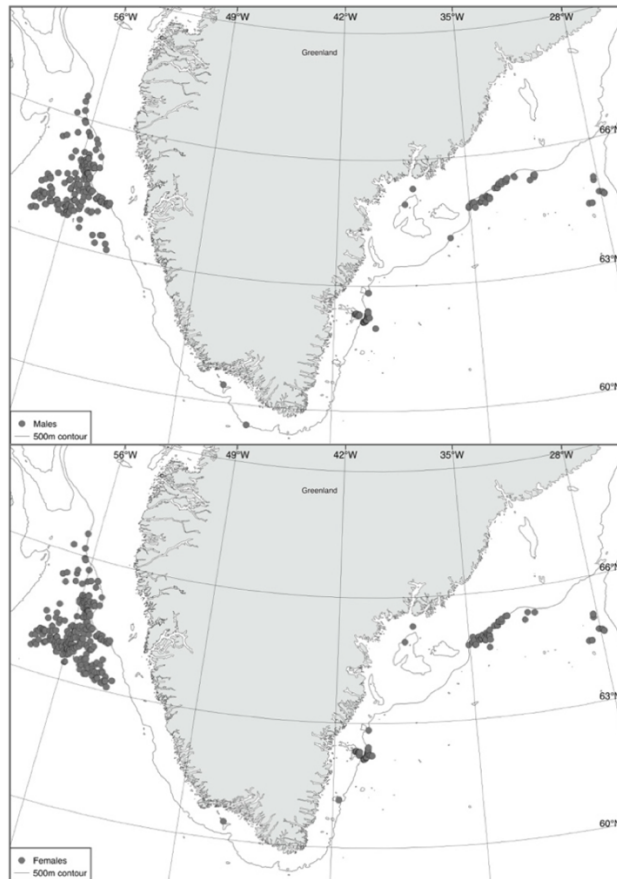 49°W 42°W 35°W 28°W
56°W
Greenland
66°N
63°N
60°N
Males
500m contour
56°W 49°W 42°W 35°W 28°W
Greenland
66°N
63°N
60°N
Females
500m contour